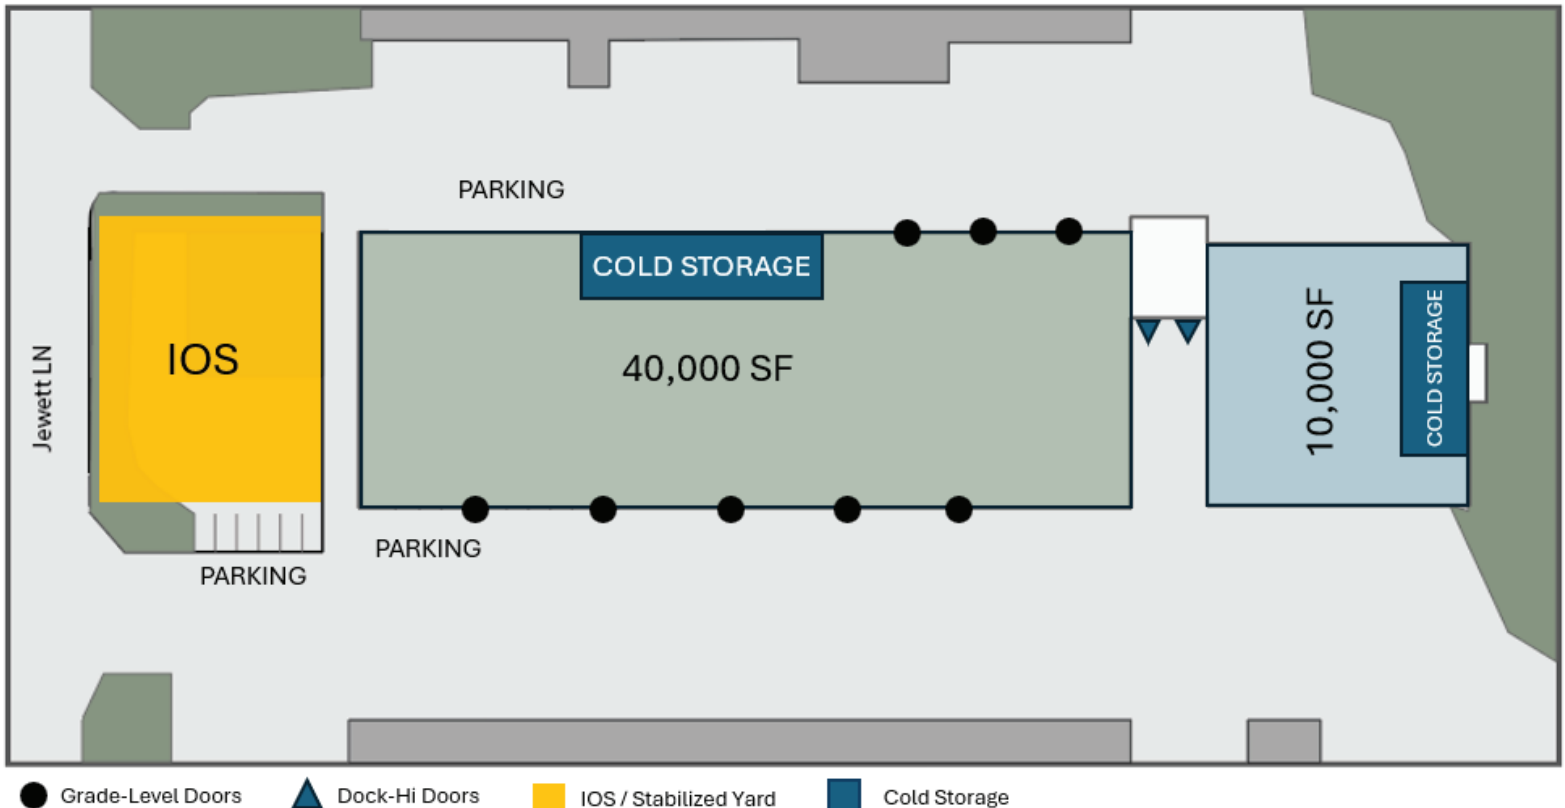 PARKING
COLD STORAGE
IOS
40,000 SF
10,000 SF
COLD STORAGE
Jewett LN
PARKING
PARKING
Grade-Level Doors
Dock-Hi Doors
IOS / Stabilized Yard
Cold Storage